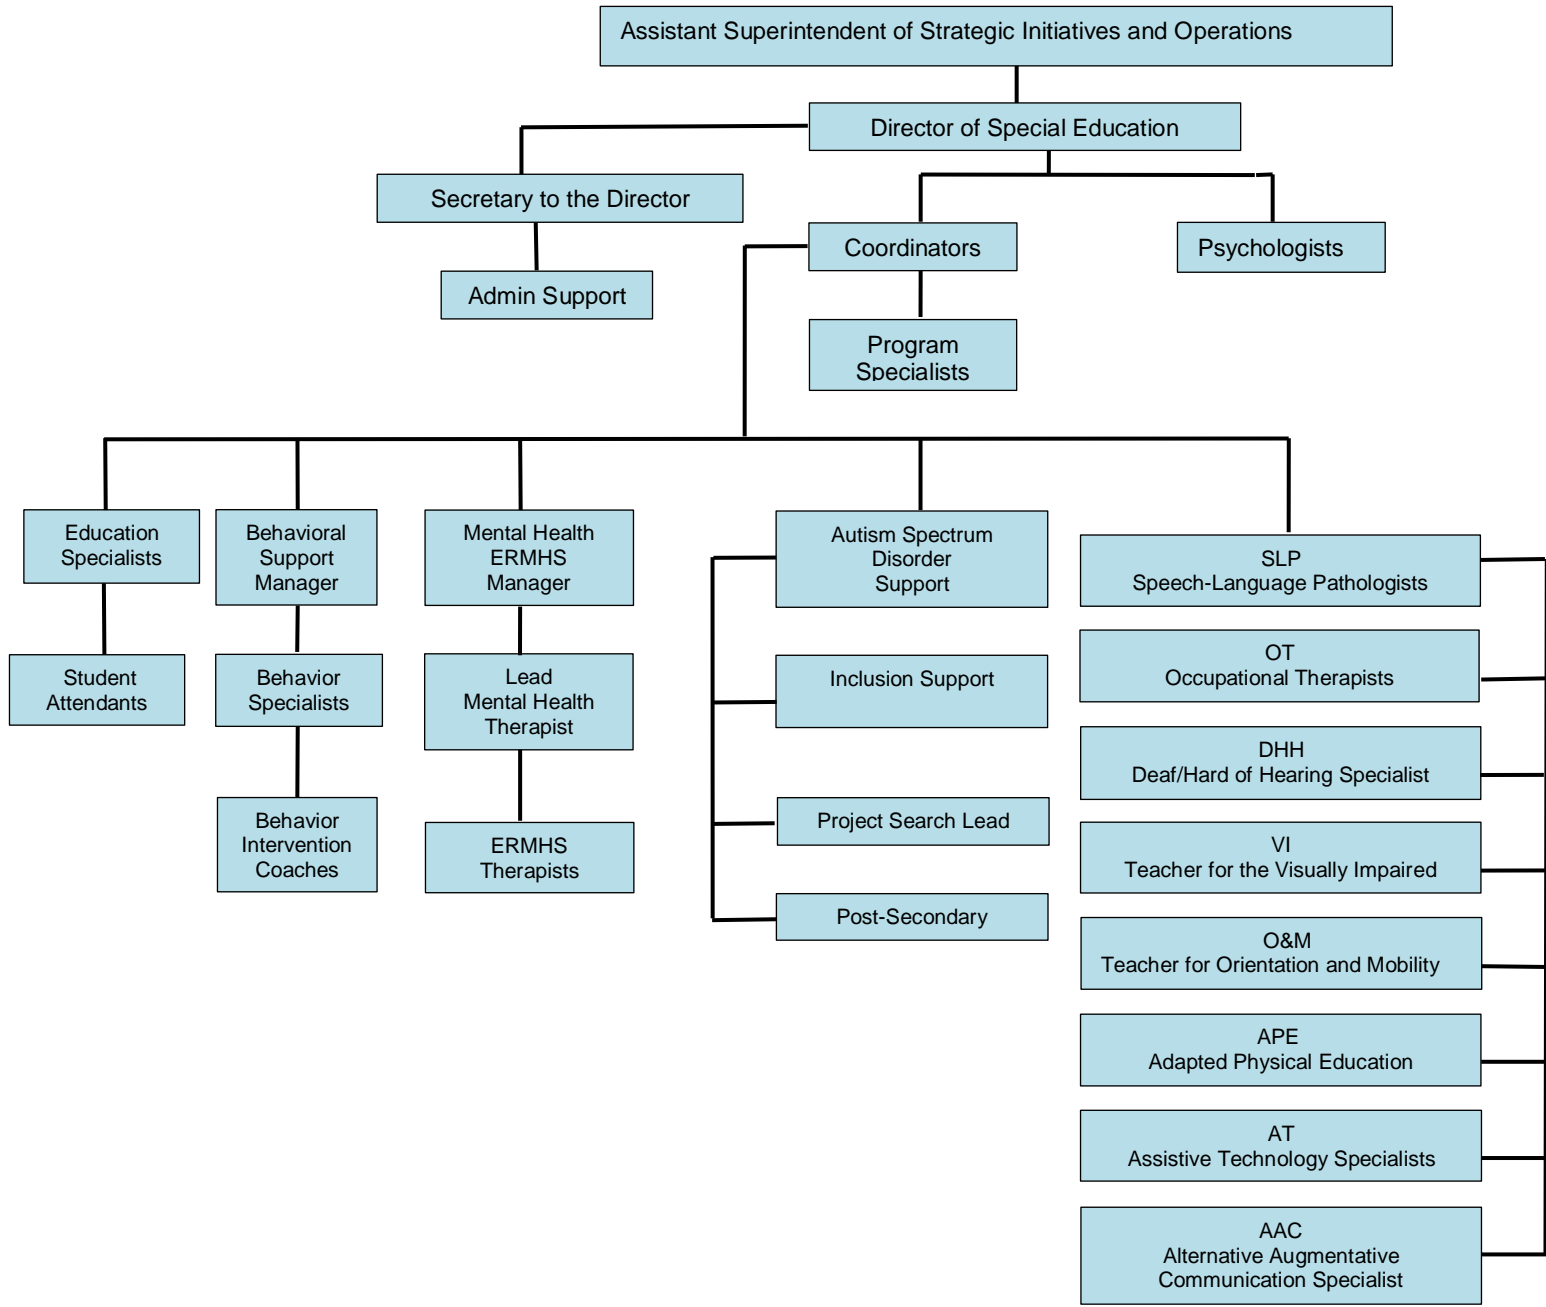 Assistant Superintendent of Strategic Initiatives and Operations
Director of Special Education
Secretary to the Director
Coordinators
Psychologists
Admin Support
Program
Specialists
Education
Specialists
Student
Attendants
Behavioral
Support
Manager
Behavior
Specialists
Behavior
Intervention
Coaches
Mental Health
ERMHS
Manager
Lead
Mental Health
Therapist
ERMHS
Therapists
Autism Spectrum
Disorder
Support
Inclusion Support
Project Search Lead
Post-Secondary
SLP
Speech-Language Pathologists
OT
Occupational Therapists
DHH
Deaf/Hard of Hearing Specialist
VI
Teacher for the Visually Impaired
O&M
Teacher for Orientation and Mobility
APE
Adapted Physical Education
AT
Assistive Technology Specialists
AAC
Alternative Augmentative
Communication Specialist